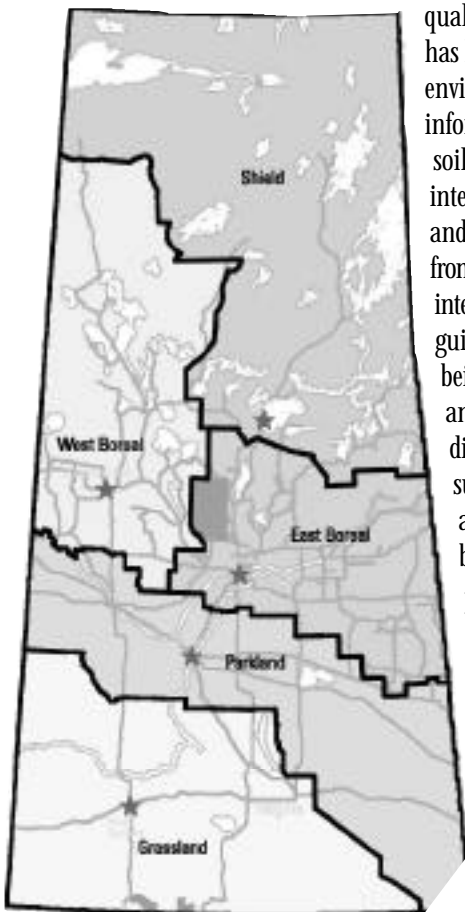 qual
has
envi
infor
soil
inte
and
from
inte
gui
bei
an
di
su
a
b
Shield
West Boreal
East Boreal
Parkland
Grassland